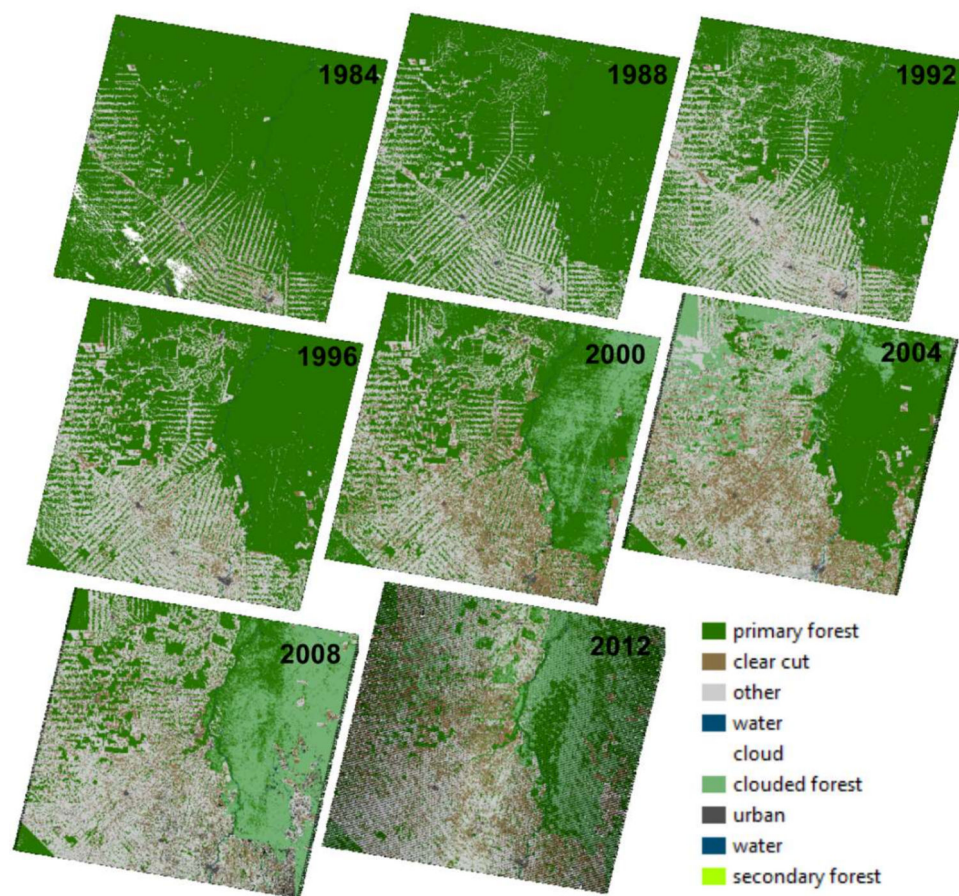 1984
1988
1992
1996
2000
2004
2008
2012
primary forest
clear cut
other
water
cloud
clouded forest
urban
water
secondary forest